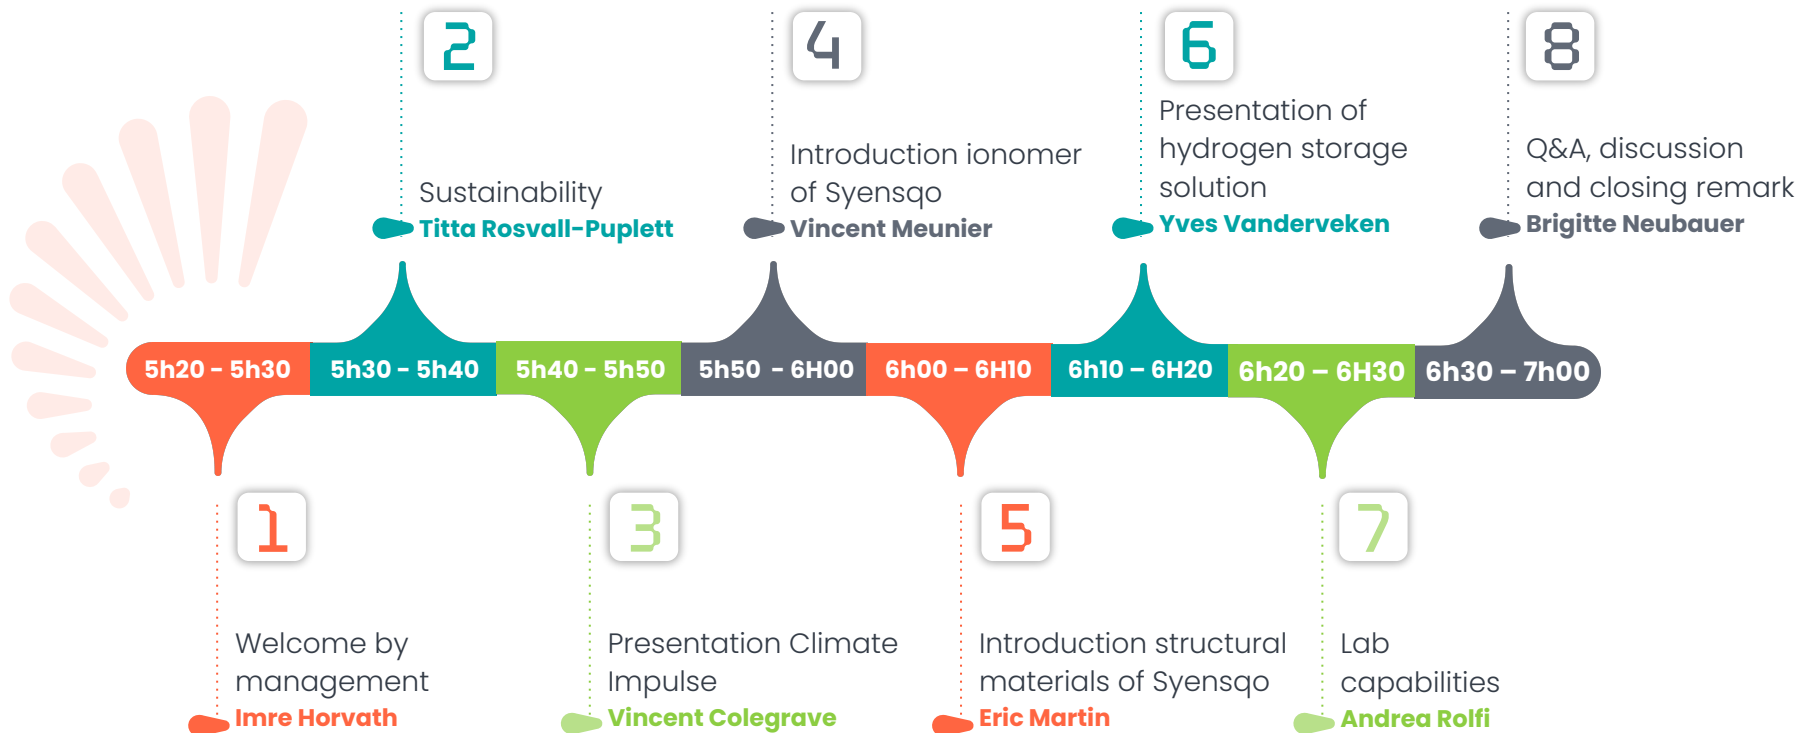 2
Sustainability
Titta Rosvall-Puplett
4
Introduction ionomer
of Syensqo
Vincent Meunier
6
Presentation of
hydrogen storage
solution
Yves Vanderveken
8
Q&A, discussion
and closing remark
Brigitte Neubauer
5h20 - 5h30
5h30 - 5h40
5h40 - 5h50
5h50 - 6H00
6h00 – 6H10
6h10 – 6H20
6h20 – 6H30
6h30 – 7h00
1
Welcome by
management
Imre Horvath
3
Presentation Climate
Impulse
Vincent Colegrave
5
Introduction structural
materials of Syensqo
Eric Martin
7
Lab
capabilities
Andrea Rolfi